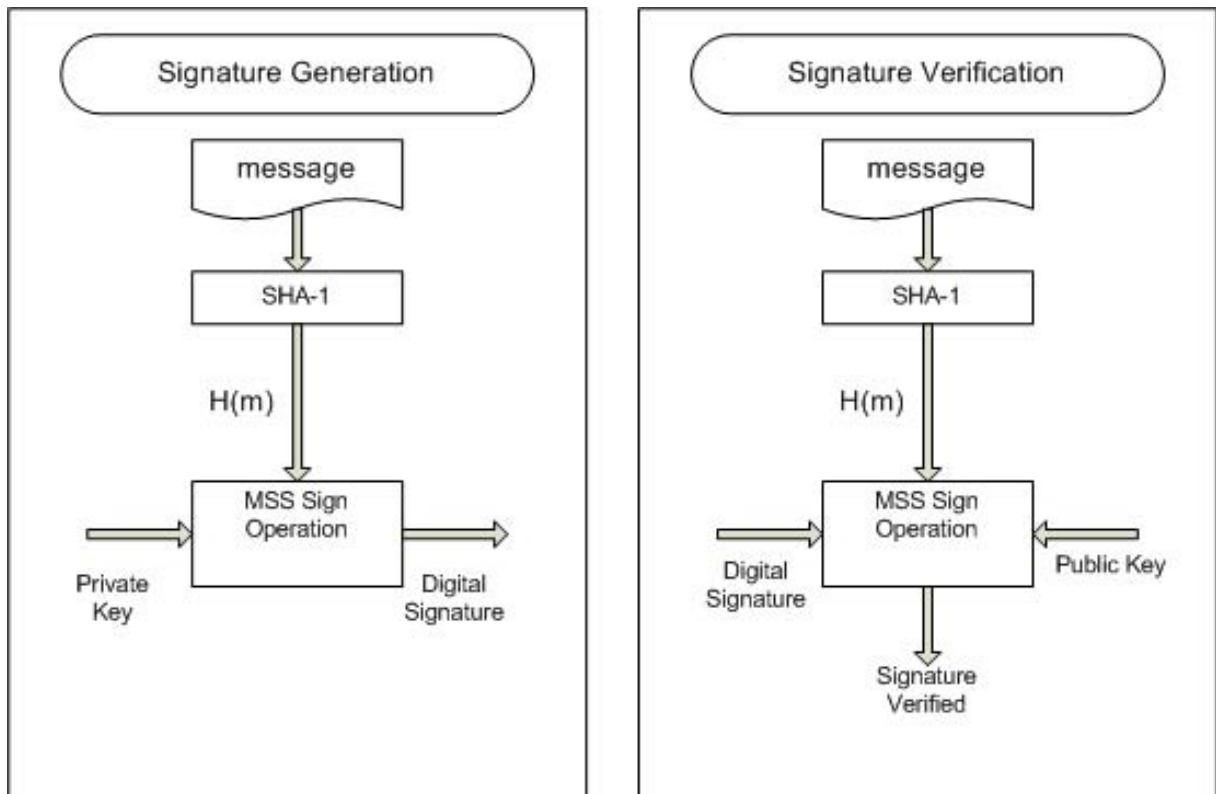 Signature Generation
message
SHA-1
H(m)
MSS Sign
Operation
Private
Key
Digital
Signature
Signature Verification
message
SHA-1
H(m)
MSS Sign
Operation
Digital
Signature
Public Key
Signature
Verified